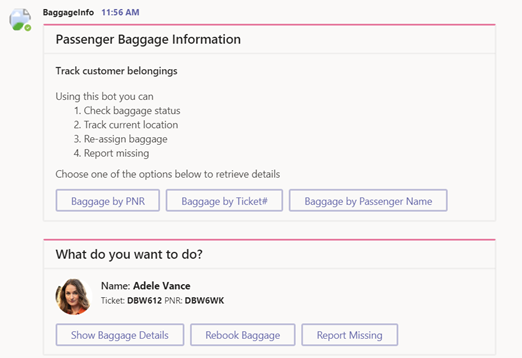 BaggageInfo 11:56 AM
Passenger Baggage Information
Track customer belongings
Using this bot you can
1. Check baggage status
2. Track current location
3. Re-assign baggage
4. Report missing
Choose one of the options below to retrieve details
Baggage by PNR Baggage by Ticket# Baggage by Passenger Name
What do you want to do?
Name: Adele Vance
Ticket: DBW612 PNR: DBW6WK
Show Baggage Details Rebook Baggage Report Missing